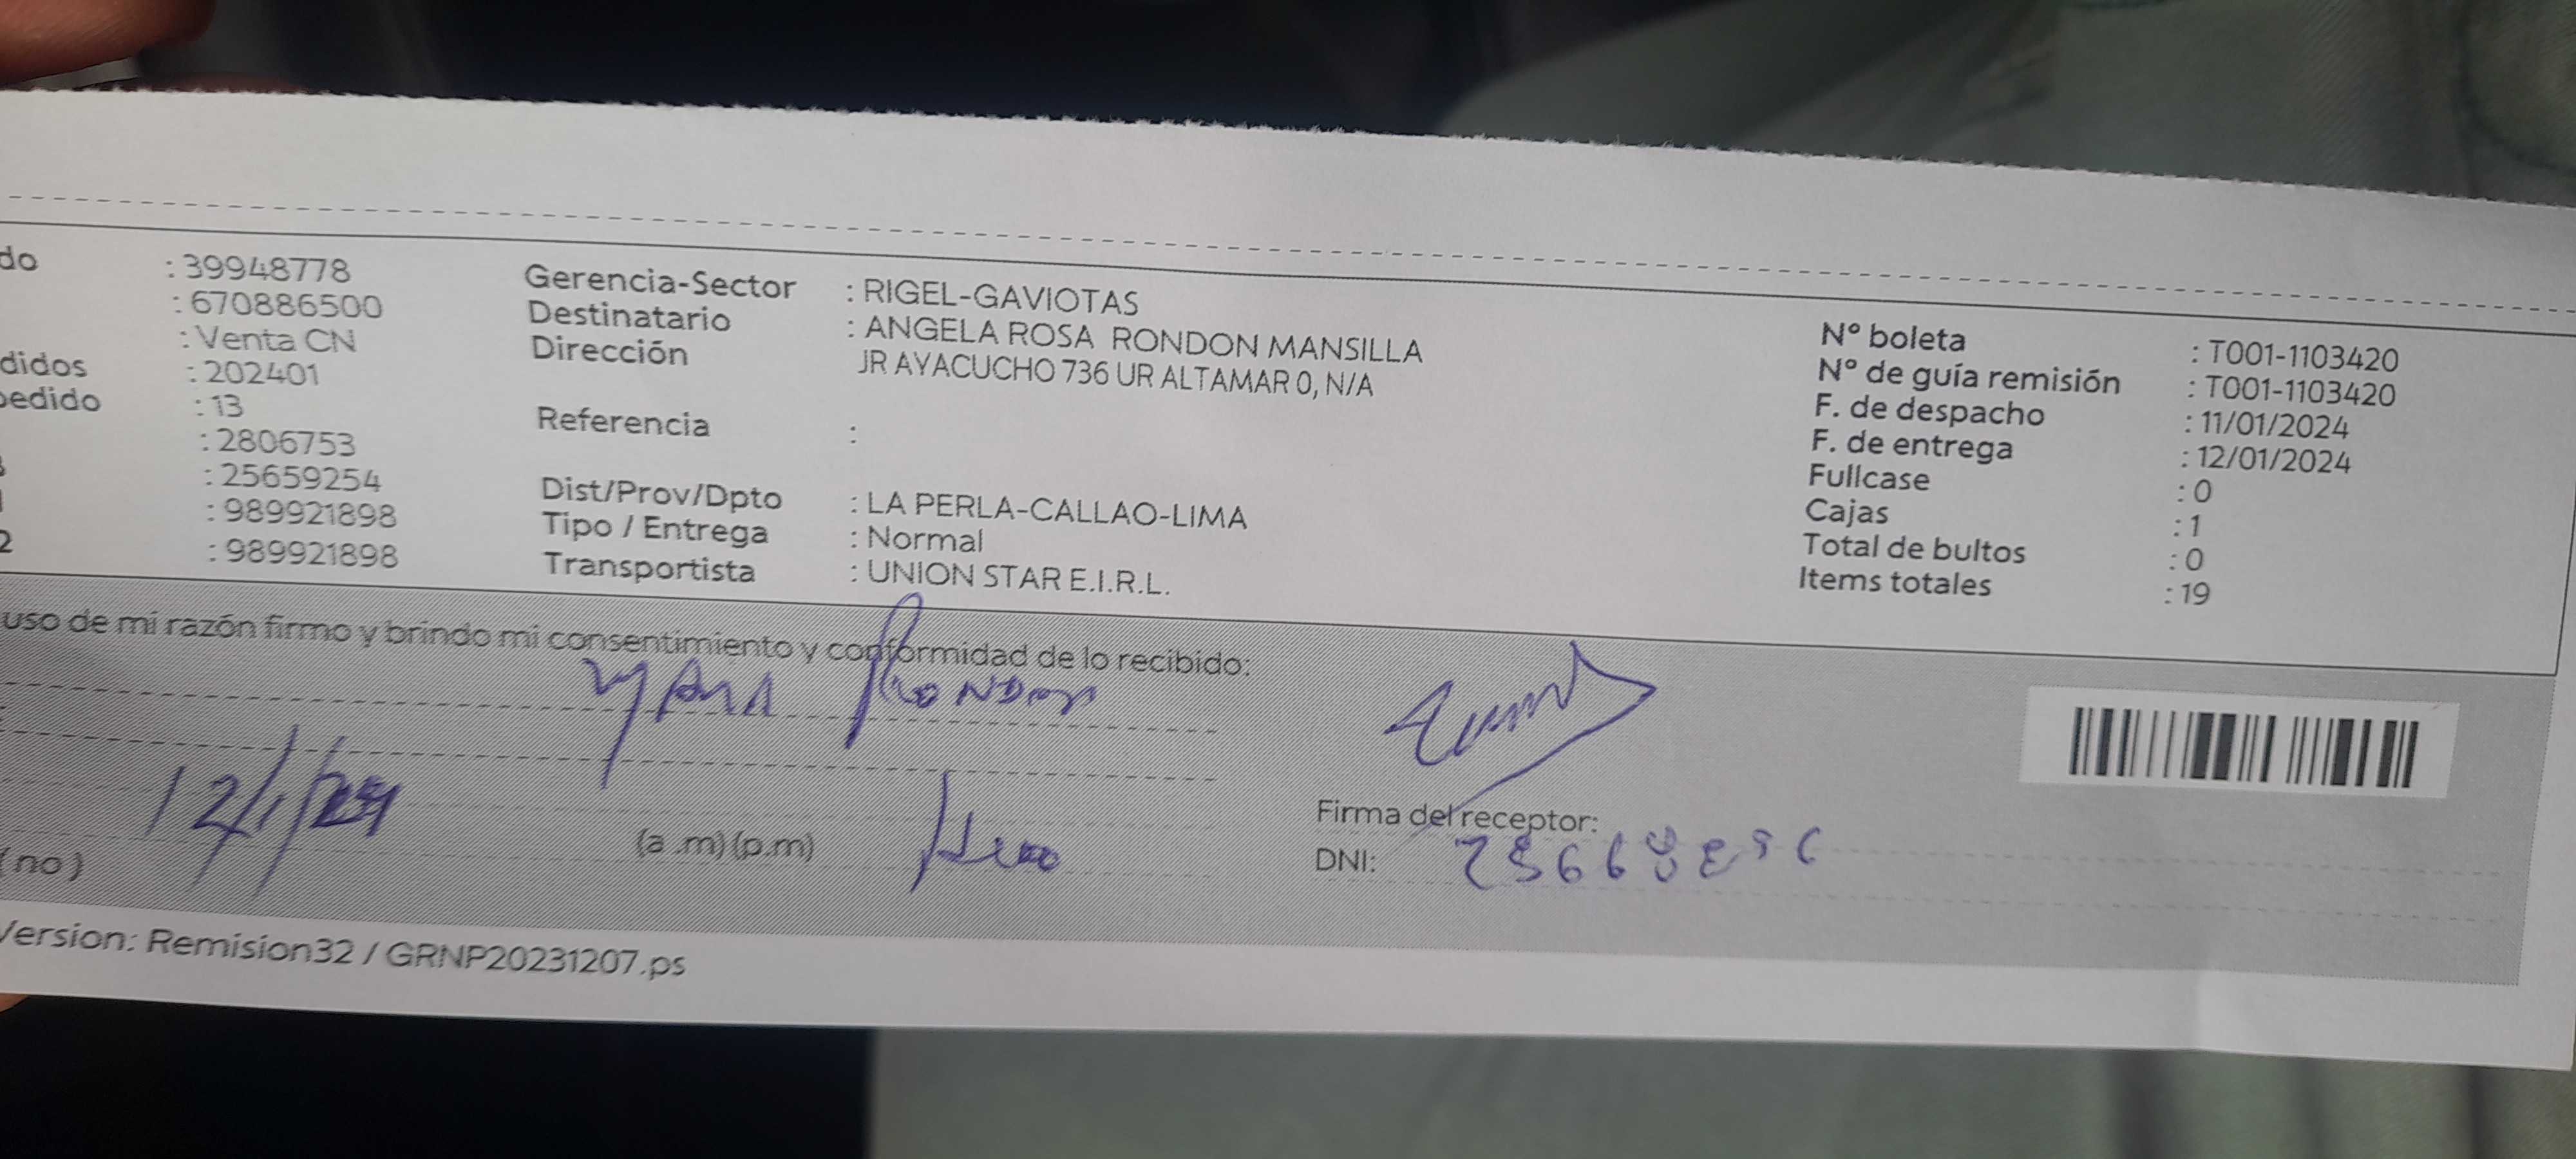 do : 39948778
: 670886500
: Venta CN
didos : 202401
pedido : 13
: 2806753
: 25659254
: 989921898
2 : 989921898
Gerencia-Sector : RIGEL-GAVIOTAS
Destinatario : ANGELA ROSA RONDON MANSILLA
Dirección JR AYACUCHO 736 UR ALTAMAR 0, N/A
Referencia :
Dist/Prov/Dpto : LA PERLA-CALLAO-LIMA
Tipo / Entrega : Normal
Transportista : UNION STAR E.I.R.L.
N° boleta : T001-1103420
N° de guía remisión : T001-1103420
F. de despacho : 11/01/2024
F. de entrega : 12/01/2024
Fullcase : 0
Cajas : 1
Total de bultos : 0
Items totales : 19
uso de mi razón firmo y brindo mi consentimiento y conformidad de lo recibido:
RONDON
12/1/24
(a .m) (p.m)
Firma del receptor:
DNI:
(no)
Version: Remision32 / GRNP20231207.ps